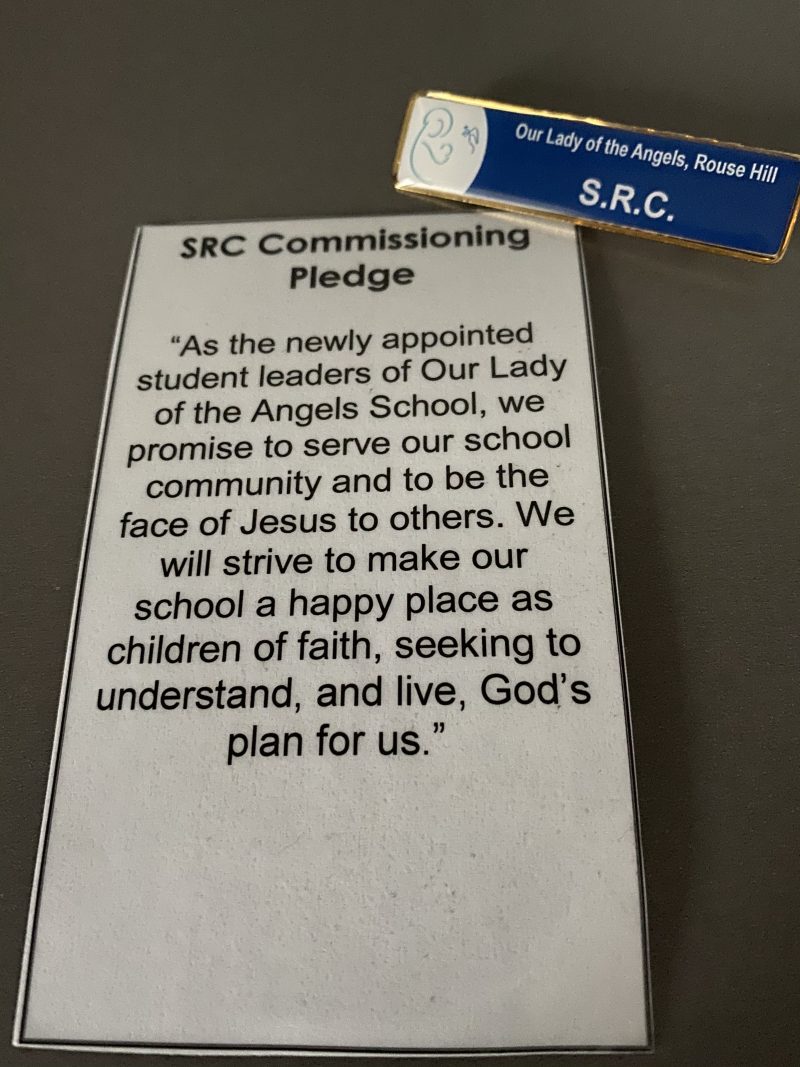 Our Lady of the Angels, Rouse Hill
S.R.C.
SRC Commissioning
Pledge
“As the newly appointed
student leaders of Our Lady
of the Angels School, we
promise to serve our school
community and to be the
face of Jesus to others. We
will strive to make our
school a happy place as
children of faith, seeking to
understand, and live, God’s
plan for us.”